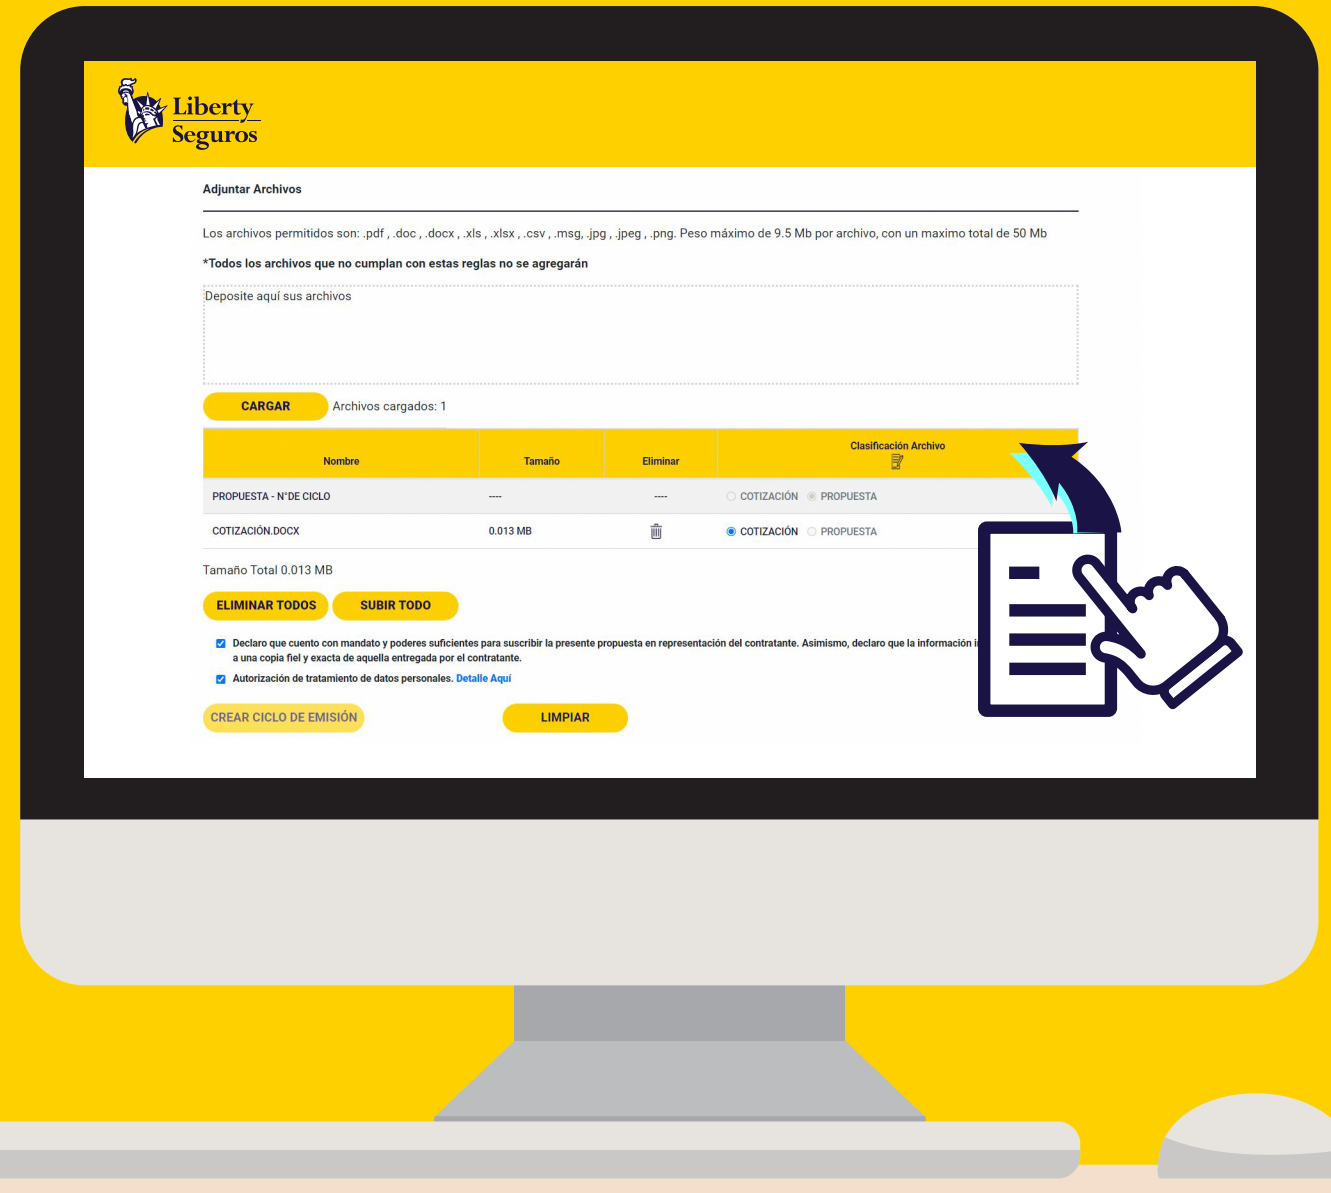 Liberty
Seguros
Adjuntar Archivos
Los archivos permitidos son: .pdf , .doc , .docx , .xls , .xlsx , .csv , .msg, .jpg , .jpeg , .png. Peso máximo de 9.5 Mb por archivo, con un maximo total de 50 Mb
*Todos los archivos que no cumplan con estas reglas no se agregarán
Deposite aquí sus archivos
CARGAR Archivos cargados: 1
Nombre Tamaño Eliminar Clasificación Archivo
PROPUESTA - N°DE CICLO ---- ---- COTIZACIÓN PROPUESTA
COTIZACIÓN.DOCX 0.013 MB COTIZACIÓN PROPUESTA
Tamaño Total 0.013 MB
ELIMINAR TODOS SUBIR TODO
Declaro que cuento con mandato y poderes suficientes para suscribir la presente propuesta en representación del contratante. Asimismo, declaro que la información
a una copia fiel y exacta de aquella entregada por el contratante.
Autorización de tratamiento de datos personales. Detalle Aquí
CREAR CICLO DE EMISIÓN LIMPIAR